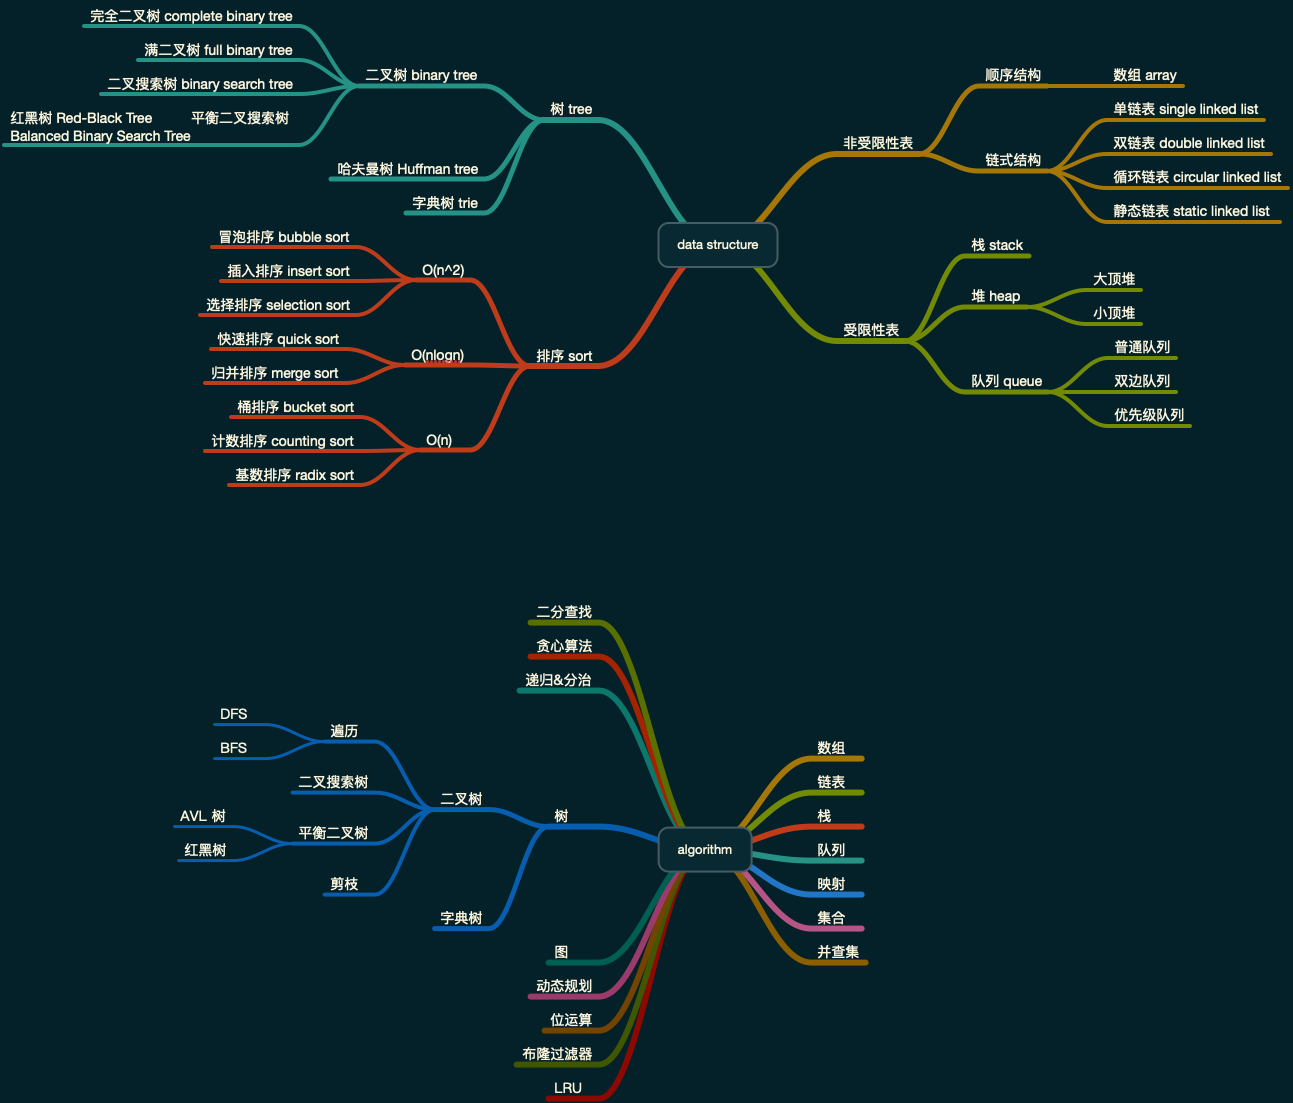 data structure
树 tree
二叉树 binary tree
完全二叉树 complete binary tree
满二叉树 full binary tree
二叉搜索树 binary search tree
红黑树 Red-Black Tree 平衡二叉搜索树
Balanced Binary Search Tree
哈夫曼树 Huffman tree
字典树 trie
排序 sort
O(n^2)
冒泡排序 bubble sort
插入排序 insert sort
选择排序 selection sort
O(nlogn)
快速排序 quick sort
归并排序 merge sort
O(n)
桶排序 bucket sort
计数排序 counting sort
基数排序 radix sort
非受限性表
顺序结构
数组 array
链式结构
单链表 single linked list
双链表 double linked list
循环链表 circular linked list
静态链表 static linked list
受限性表
栈 stack
堆 heap
大顶堆
小顶堆
队列 queue
普通队列
双边队列
优先级队列
algorithm
二分查找
贪心算法
递归&分治
树
二叉树
遍历
DFS
BFS
二叉搜索树
平衡二叉树
AVL 树
红黑树
剪枝
字典树
图
动态规划
位运算
布隆过滤器
LRU
数组
链表
栈
队列
映射
集合
并查集